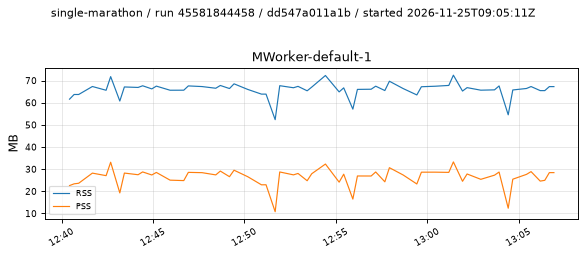 single-marathon / run 45581844458 / dd547a011a1b / started 2026-11-25T09:05:11Z
MWorker-default-1
MB
70
60
50
40
30
20
10
RSS
PSS
12:40
12:45
12:50
12:55
13:00
13:05